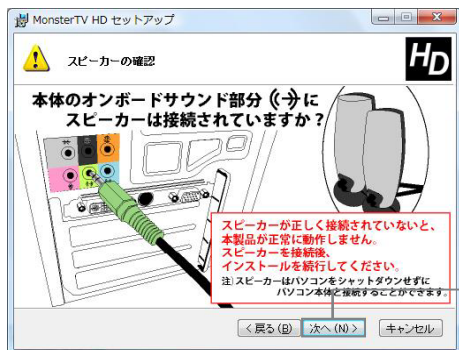 MonsterTV HD セットアップ
スピーカーの確認
HD
本体のオンボードサウンド部分 に
スピーカーは接続されていますか？
スピーカーが正しく接続されていないと、
本製品が正常に動作しません。
スピーカーを接続後、
インストールを続行してください。
注）スピーカーはパソコンをシャットダウンせずに
パソコン本体と接続することができます。
< 戻る (B)
次へ (N) >
キャンセル